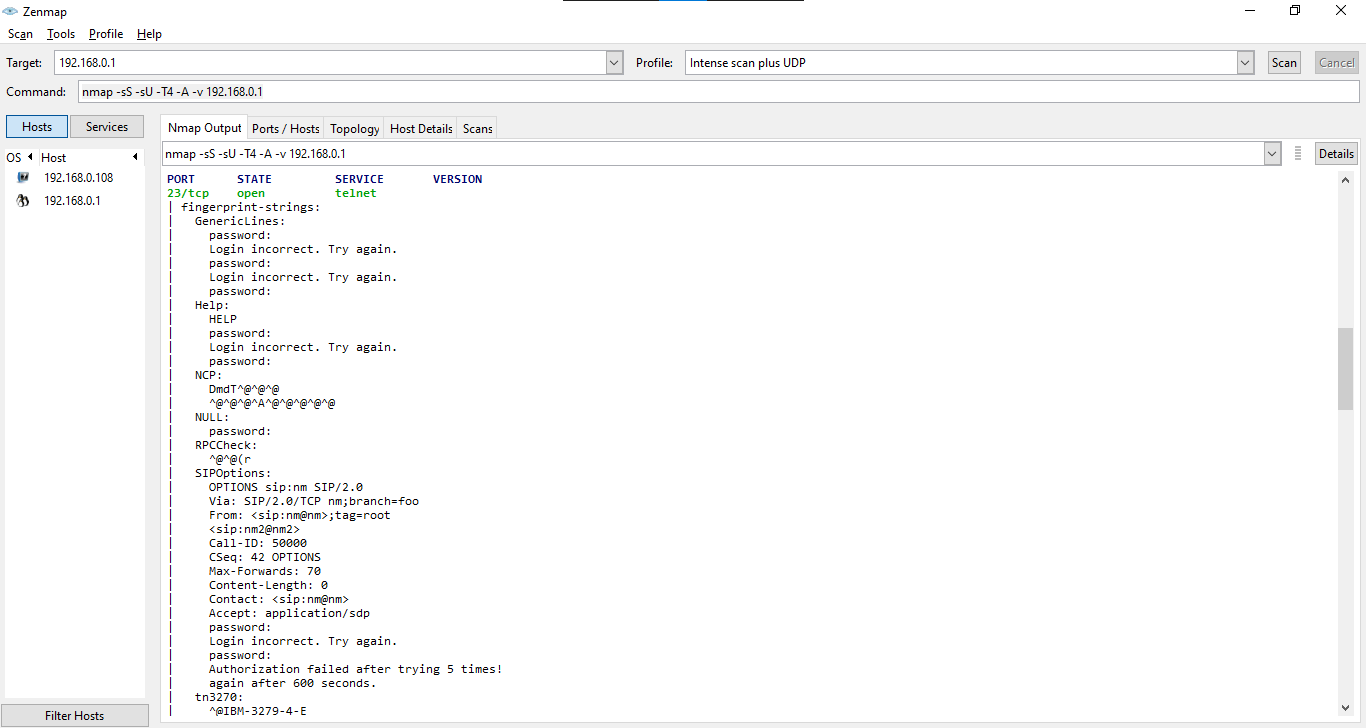 Zenmap
Scan Tools Profile Help
Target: 192.168.0.1 Profile: Intense scan plus UDP Scan Cancel
Command: nmap -sS -sU -T4 -A -v 192.168.0.1
Hosts Services Nmap Output Ports / Hosts Topology Host Details Scans
OS Host
192.168.0.108
192.168.0.1
Filter Hosts
nmap -sS -sU -T4 -A -v 192.168.0.1 Details
PORT STATE SERVICE VERSION
23/tcp open telnet
| fingerprint-strings:
| GenericLines:
| password:
| Login incorrect. Try again.
| password:
| Login incorrect. Try again.
| password:
| Help:
| HELP
| password:
| Login incorrect. Try again.
| password:
| NCP:
| DmdT^@^@^@
| ^@^@^@^A^@^@^@^@^@
| NULL:
| password:
| RPCCheck:
| ^@^@(r
| SIPOptions:
| OPTIONS sip:nm SIP/2.0
| Via: SIP/2.0/TCP nm;branch=foo
| From: <sip:nm@nm>;tag=root
| <sip:nm2@nm2>
| Call-ID: 50000
| CSeq: 42 OPTIONS
| Max-Forwards: 70
| Content-Length: 0
| Contact: <sip:nm@nm>
| Accept: application/sdp
| password:
| Login incorrect. Try again.
| password:
| Authorization failed after trying 5 times!
| again after 600 seconds.
| tn3270:
| ^@IBM-3279-4-E